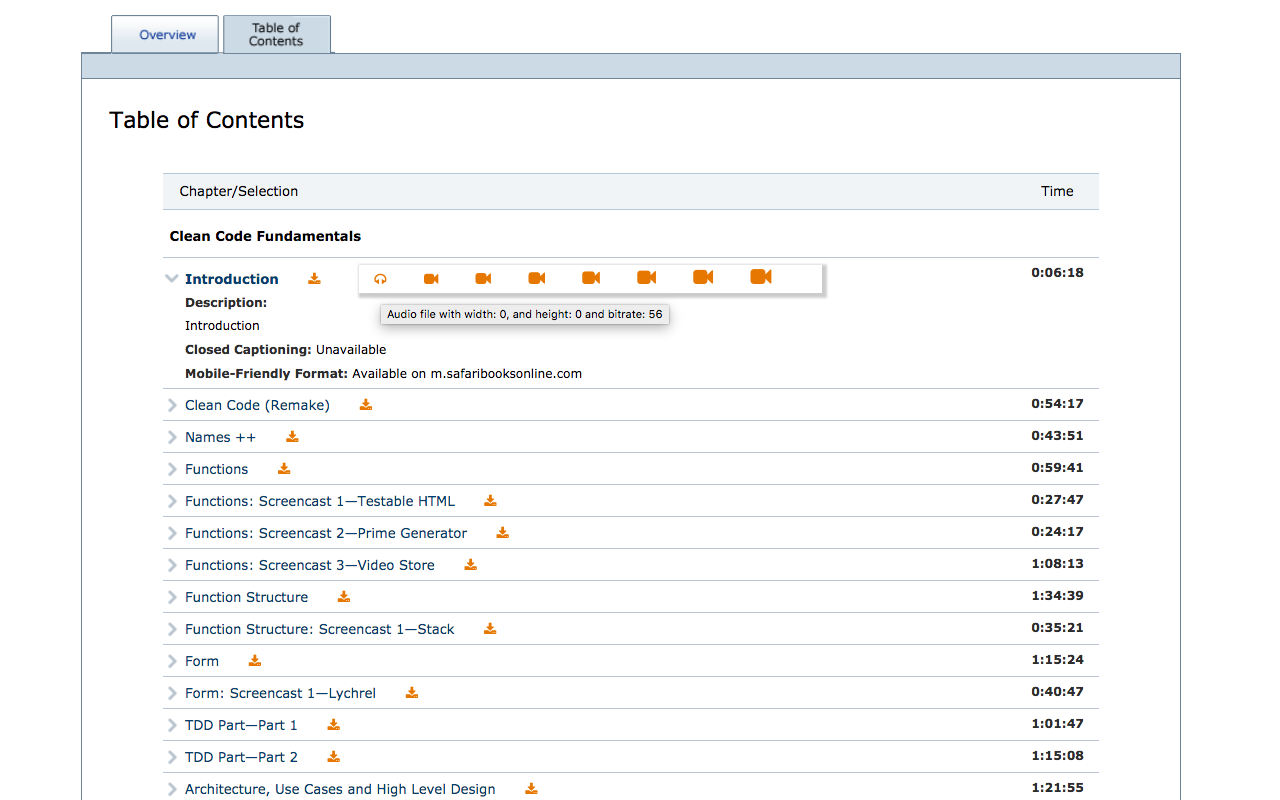 Overview
Table of
Contents
Table of Contents
Chapter/Selection Time
Clean Code Fundamentals
Introduction 0:06:18
Description:
Audio file with width: 0, and height: 0 and bitrate: 56
Introduction
Closed Captioning: Unavailable
Mobile-Friendly Format: Available on m.safaribooksonline.com
Clean Code (Remake) 0:54:17
Names ++ 0:43:51
Functions 0:59:41
Functions: Screencast 1—Testable HTML 0:27:47
Functions: Screencast 2—Prime Generator 0:24:17
Functions: Screencast 3—Video Store 1:08:13
Function Structure 1:34:39
Function Structure: Screencast 1—Stack 0:35:21
Form 1:15:24
Form: Screencast 1—Lychrel 0:40:47
TDD Part—Part 1 1:01:47
TDD Part—Part 2 1:15:08
Architecture, Use Cases and High Level Design 1:21:55